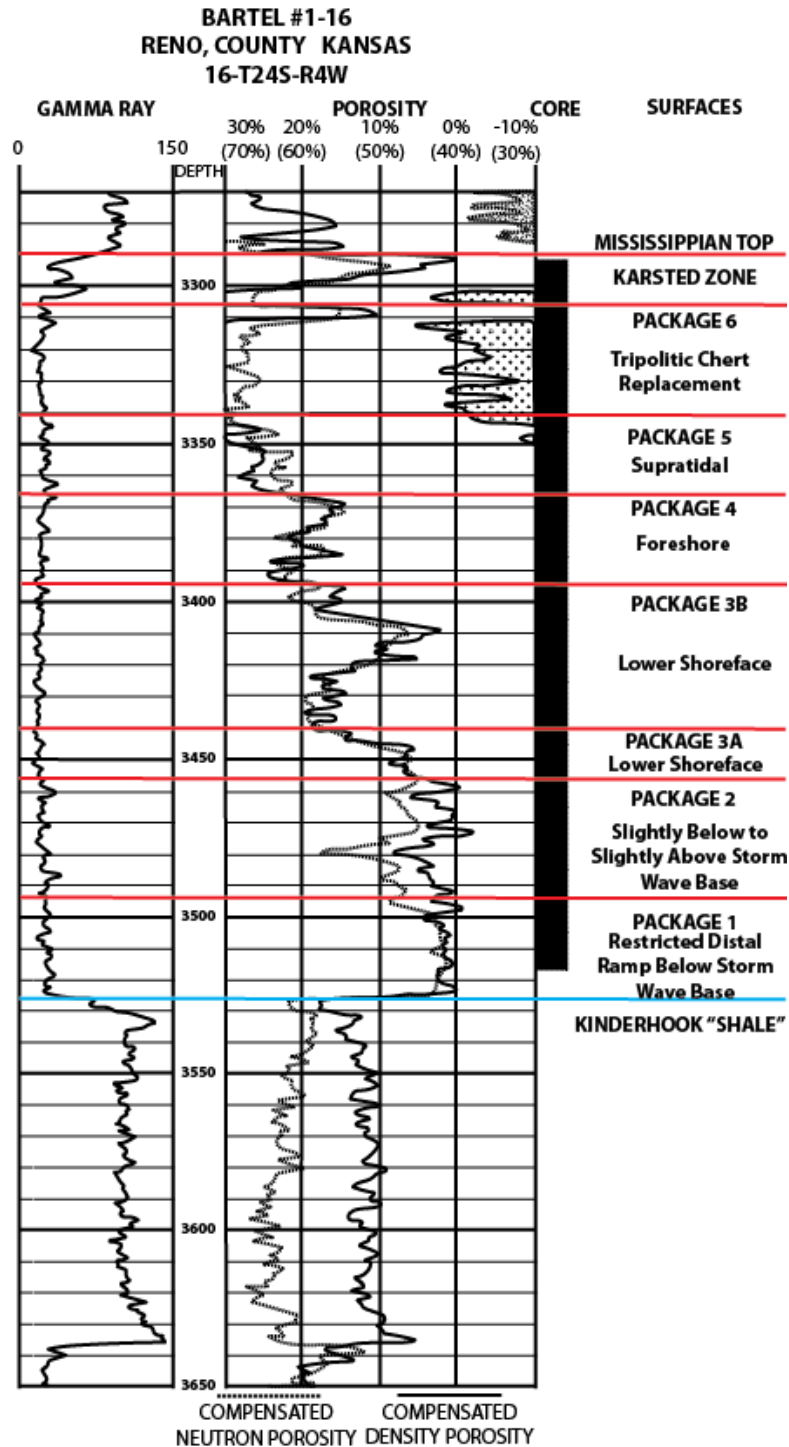 BARTEL #1-16
RENO, COUNTY KANSAS
16-T24S-R4W
GAMMA RAY POROSITY CORE SURFACES
30% 20% 10% 0% -10%
0 150 (70%) (60%) (50%) (40%) (30%)
DEPTH
MISSISSIPPIAN TOP
KARSTED ZONE
3300
PACKAGE 6
Tripolitic Chert
Replacement
PACKAGE 5
3350
Supratidal
PACKAGE 4
Foreshore
3400
PACKAGE 3B
Lower Shoreface
PACKAGE 3A
3450
Lower Shoreface
PACKAGE 2
Slightly Below to
Slightly Above Storm
Wave Base
3500
PACKAGE 1
Restricted Distal
Ramp Below Storm
Wave Base
KINDERHOOK "SHALE"
3550
3600
3650
COMPENSATED COMPENSATED
NEUTRON POROSITY DENSITY POROSITY